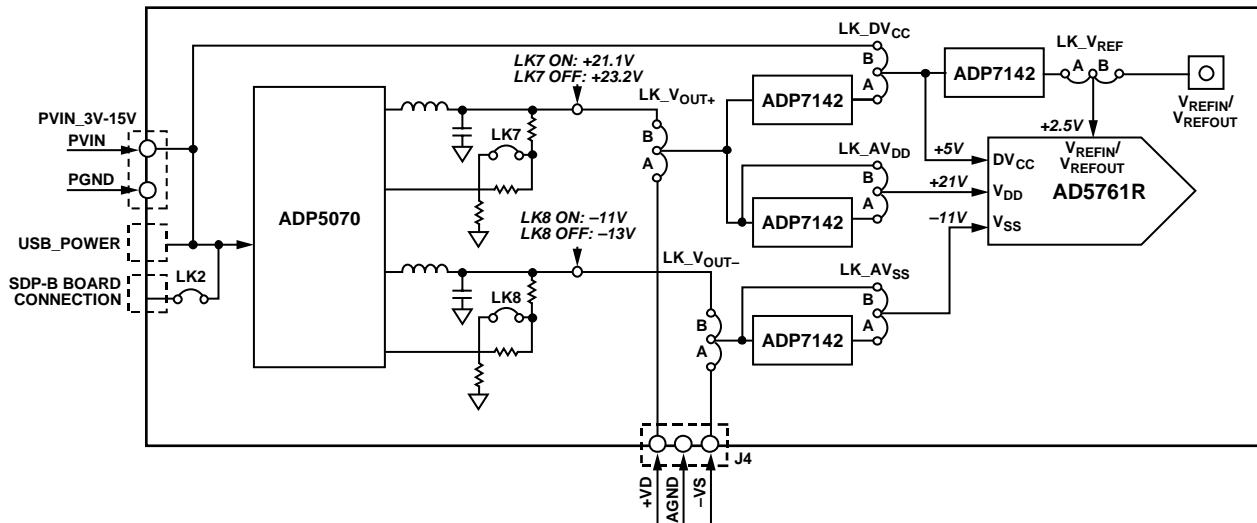 PVIN_3V-15V
PVIN
PGND
USB_POWER
SDP-B BOARD
CONNECTION
LK2
ADP5070
LK7 ON: +21.1V
LK7 OFF: +23.2V
LK7
LK8 ON: –11V
LK8 OFF: –13V
LK8
LK_VOUT+
B
A
LK_VOUT–
B
A
LK_DVCC
B
A
ADP7142
LK_AVDD
B
A
ADP7142
LK_AVSS
B
A
ADP7142
ADP7142
LK_VREF
A B
VREFIN/
VREFOUT
+2.5V
+5V
+21V
–11V
DVCC
VREFIN/
VREFOUT
VDD
AD5761R
VSS
J4
+VD
AGND
–VS